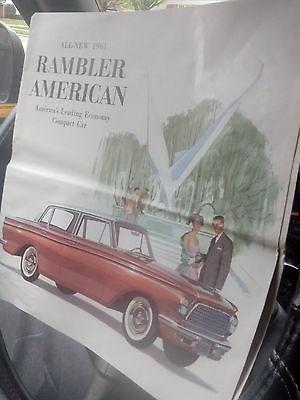 ALL-NEW 1961
RAMBLER
AMERICAN
America's Leading Economy
Compact Car